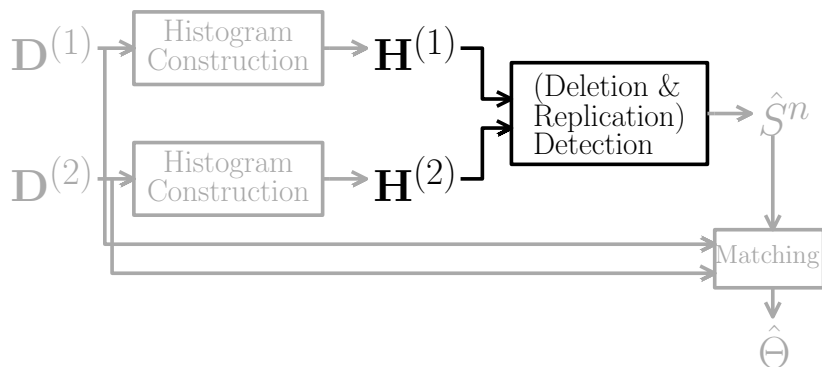 D(1)
Histogram
Construction
H(1)
(Deletion &
Replication)
Detection
Ŝⁿ
D(2)
Histogram
Construction
H(2)
Matching
Θ̂